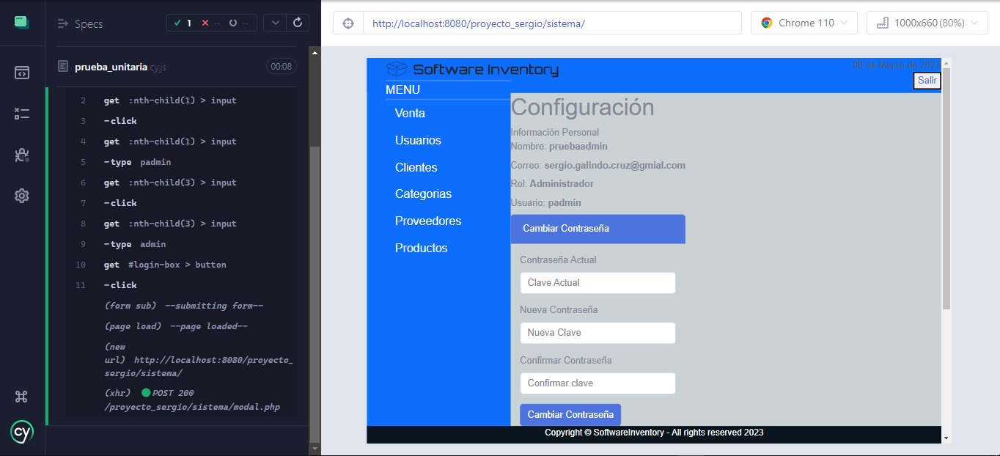 Specs
1
--
--
prueba_unitaria.cy.js
00:08
2 get :nth-child(1) > input
3 -click
4 get :nth-child(1) > input
5 -type padmin
6 get :nth-child(3) > input
7 -click
8 get :nth-child(3) > input
9 -type admin
10 get #login-box > button
11 -click
(form sub) --submitting form--
(page load) --page loaded--
(new
url) http://localhost:8080/proyecto_
sergio/sistema/
(xhr) POST 200
/proyecto_sergio/sistema/modal.php
cy
http://localhost:8080/proyecto_sergio/sistema/
Chrome 110
1000x660 (80%)
Software Inventory
08 de Marzo de 2023
Salir
MENU
Venta
Usuarios
Clientes
Categorias
Proveedores
Productos
Configuración
Información Personal
Nombre: pruebaadmin
Correo: sergio.galindo.cruz@gmial.com
Rol: Administrador
Usuario: padmin
Cambiar Contraseña
Contraseña Actual
Clave Actual
Nueva Contraseña
Nueva Clave
Confirmar Contraseña
Confirmar clave
Cambiar Contraseña
Copyright © SoftwareInventory - All rights reserved 2023